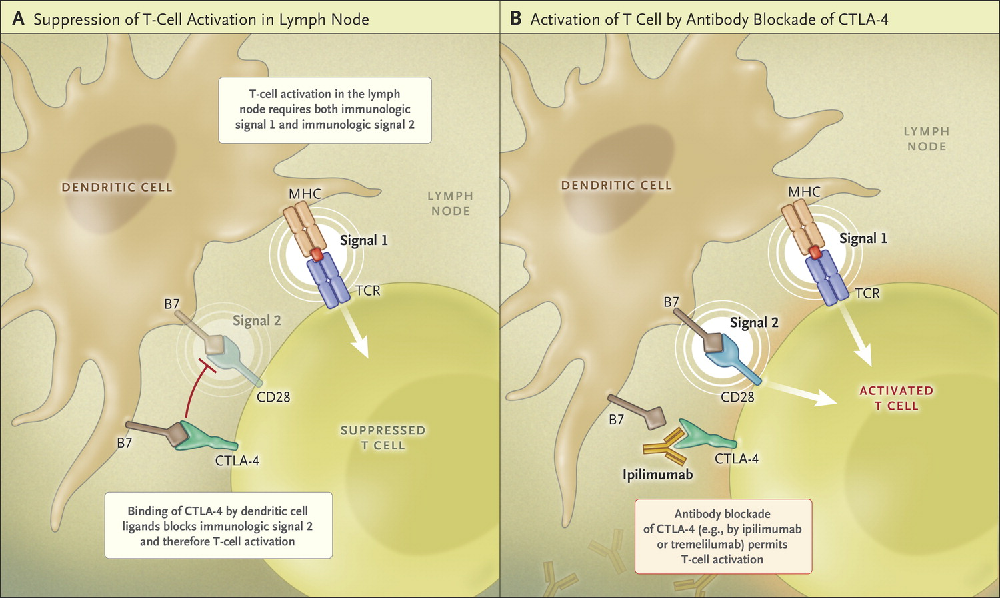 A Suppression of T-Cell Activation in Lymph Node
T-cell activation in the lymph
node requires both immunologic
signal 1 and immunologic signal 2
DENDRITIC CELL
MHC
LYMPH
NODE
Signal 1
TCR
B7
Signal 2
CD28
B7
CTLA-4
SUPPRESSED
T CELL
Binding of CTLA-4 by dendritic cell
ligands blocks immunologic signal 2
and therefore T-cell activation
B Activation of T Cell by Antibody Blockade of CTLA-4
LYMPH
NODE
DENDRITIC CELL
MHC
Signal 1
TCR
B7
Signal 2
CD28
ACTIVATED
T CELL
B7
CTLA-4
Ipilimumab
Antibody blockade
of CTLA-4 (e.g., by ipilimumab
or tremelilumab) permits
T-cell activation